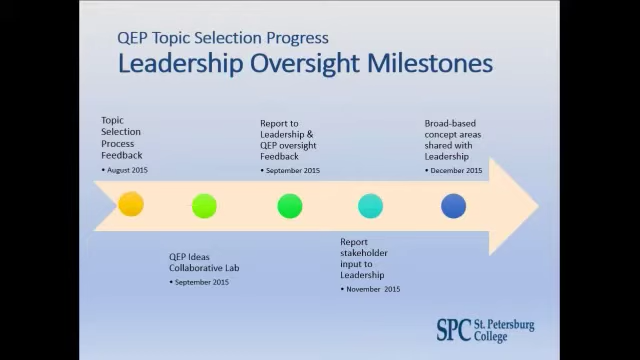 QEP Topic Selection Progress
Leadership Oversight Milestones
Topic
Selection
Process
Feedback
• August 2015
QEP Ideas
Collaborative Lab
• September 2015
Report to
Leadership &
QEP oversight
Feedback
• September 2015
Report
stakeholder
input to
Leadership
• November 2015
Broad-based
concept areas
shared with
Leadership
• December 2015
SPC St. Petersburg
College